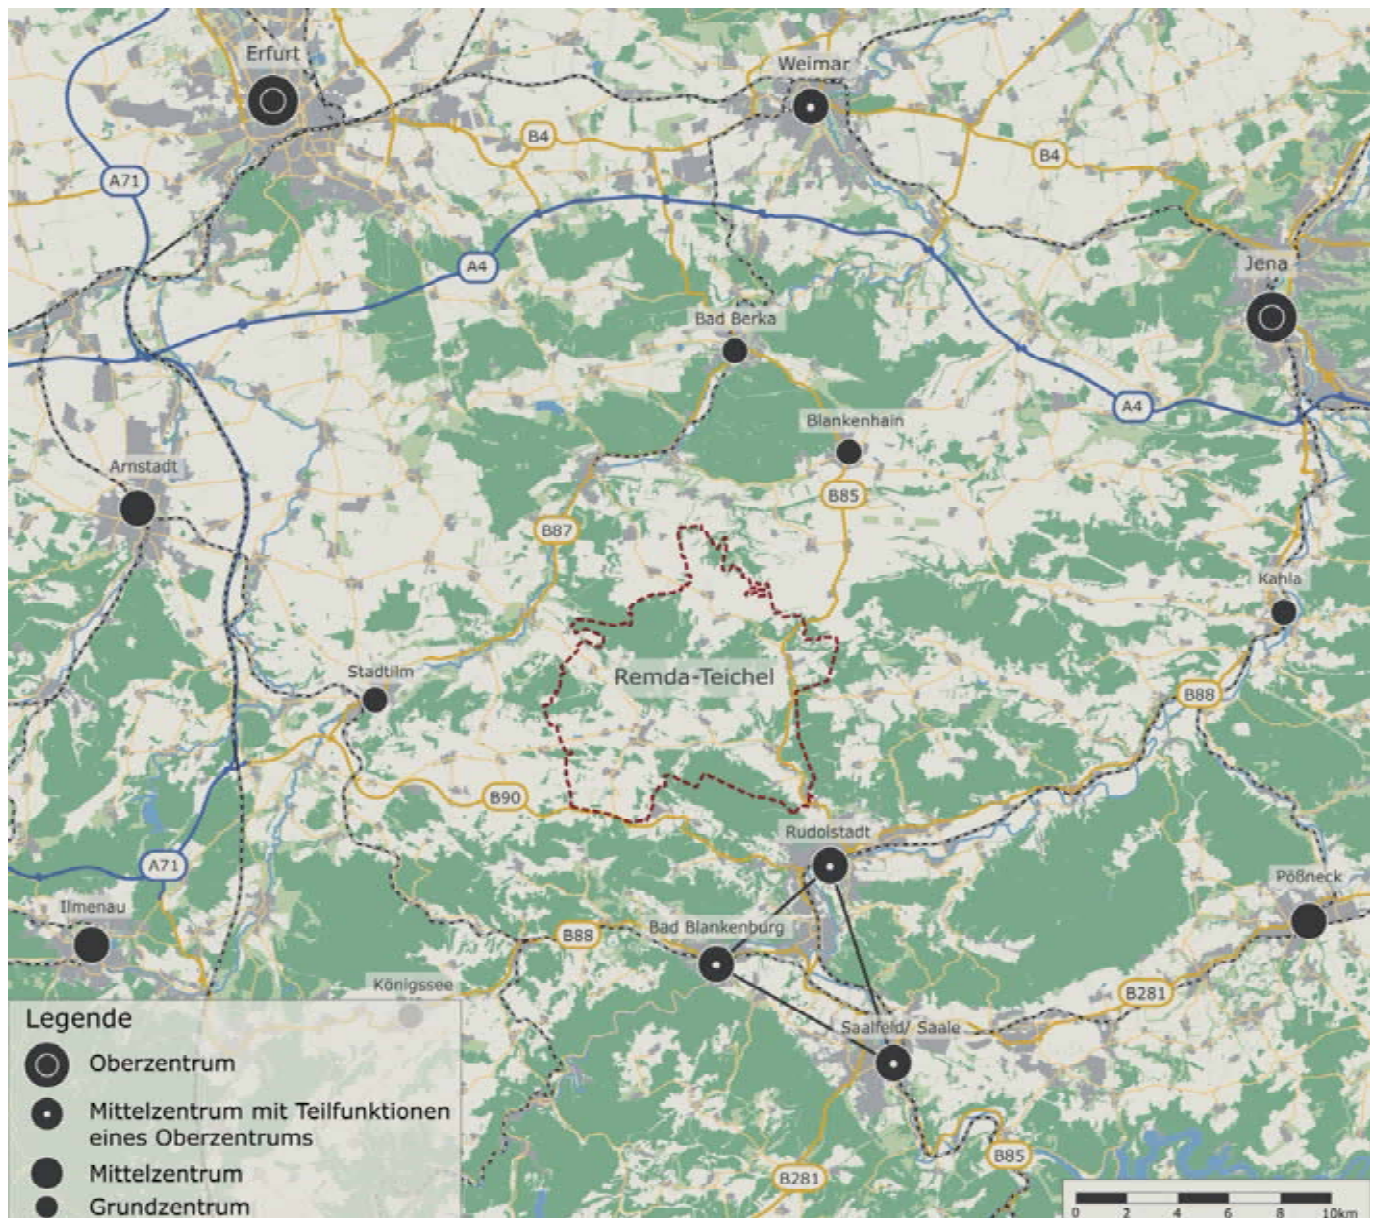 Erfurt
Weimar
B4
B4
A71
A4
Jena
Bad Berka
A4
Blankenhain
Arnstadt
B85
B87
Kahla
Stadtilm
Remda-Teichel
B88
B90
Rudolstadt
A71
Pößneck
Ilmenau
B88
Bad Blankenburg
Königssee
B281
Saalfeld/ Saale
B85
B281
Legende
Oberzentrum
Mittelzentrum mit Teilfunktionen
eines Oberzentrums
Mittelzentrum
Grundzentrum
0 2 4 6 8 10km